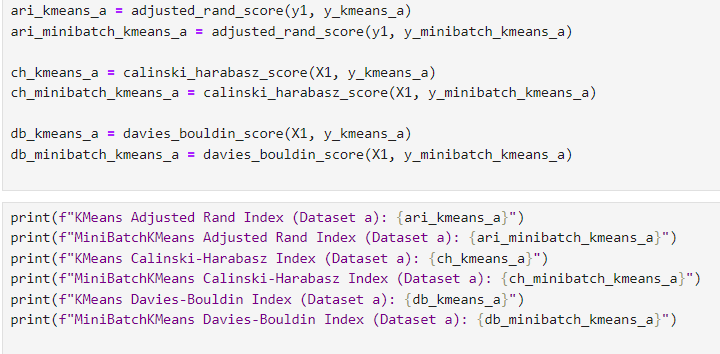 ari_kmeans_a = adjusted_rand_score(y1, y_kmeans_a)
ari_minibatch_kmeans_a = adjusted_rand_score(y1, y_minibatch_kmeans_a)
ch_kmeans_a = calinski_harabasz_score(X1, y_kmeans_a)
ch_minibatch_kmeans_a = calinski_harabasz_score(X1, y_minibatch_kmeans_a)
db_kmeans_a = davies_bouldin_score(X1, y_kmeans_a)
db_minibatch_kmeans_a = davies_bouldin_score(X1, y_minibatch_kmeans_a)
print(f"KMeans Adjusted Rand Index (Dataset a): {ari_kmeans_a}")
print(f"MiniBatchKMeans Adjusted Rand Index (Dataset a): {ari_minibatch_kmeans_a}")
print(f"KMeans Calinski-Harabasz Index (Dataset a): {ch_kmeans_a}")
print(f"MiniBatchKMeans Calinski-Harabasz Index (Dataset a): {ch_minibatch_kmeans_a}")
print(f"KMeans Davies-Bouldin Index (Dataset a): {db_kmeans_a}")
print(f"MiniBatchKMeans Davies-Bouldin Index (Dataset a): {db_minibatch_kmeans_a}")